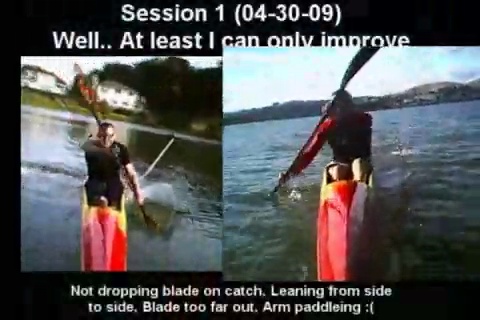 Session 1 (04-30-09)
Well.. At least I can only improve
Not dropping blade on catch. Leaning from side
to side. Blade too far out. Arm paddleing :(